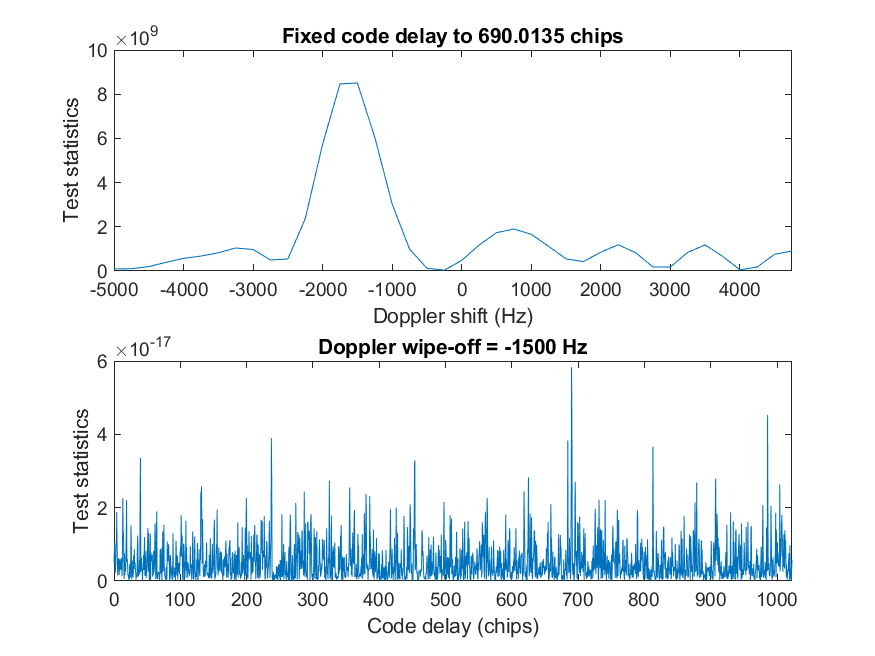 ×10⁹
Fixed code delay to 690.0135 chips
10
8
6
4
2
0
Test statistics
-5000 -4000 -3000 -2000 -1000 0 1000 2000 3000 4000
Doppler shift (Hz)
×10⁻¹⁷
Doppler wipe-off = -1500 Hz
6
4
2
0
Test statistics
0 100 200 300 400 500 600 700 800 900 1000
Code delay (chips)